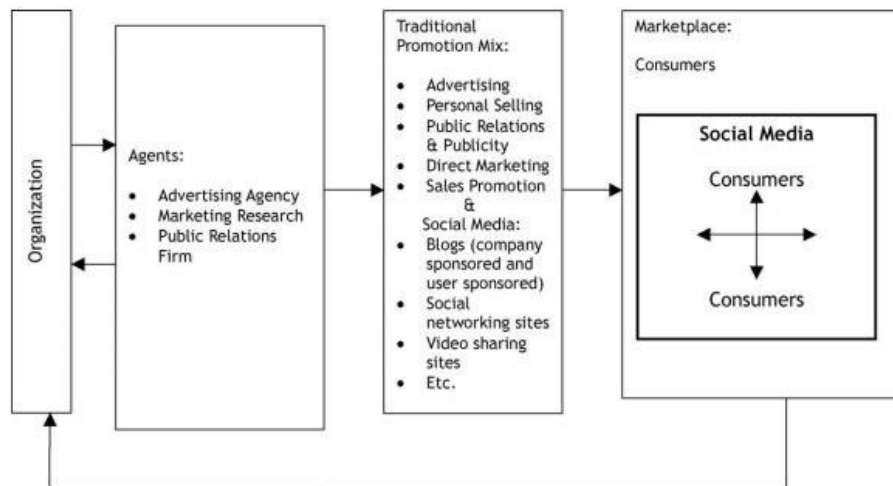 Organization
Agents:
• Advertising Agency
• Marketing Research
• Public Relations
Firm
Traditional
Promotion Mix:
• Advertising
• Personal Selling
• Public Relations
& Publicity
• Direct Marketing
• Sales Promotion
&
Social Media:
• Blogs (company
sponsored and
user sponsored)
• Social
networking sites
• Video sharing
sites
• Etc.
Marketplace:
Consumers
Social Media
Consumers
Consumers